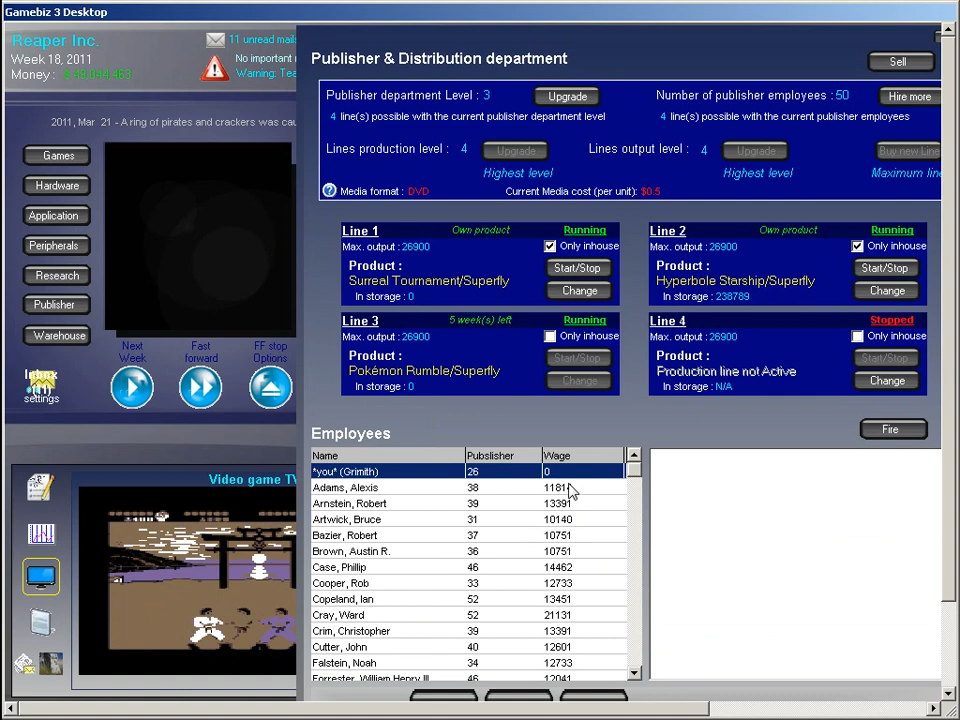 Gamebiz 3 Desktop
Reaper Inc.
Week 18, 2011
Money :
11 unread mails
No important
Warning: Tea
2011, Mar 21 - A ring of pirates and crackers was cau
Games
Hardware
Application
Peripherals
Research
Publisher
Warehouse
Next Week
Fast forward
FF stop Options
Inbox
settings
Video game TV
Publisher & Distribution department
Sell
Publisher department Level : 3
Upgrade
Number of publisher employees : 50
Hire more
4 line(s) possible with the current publisher department level
4 line(s) possible with the current publisher employees
Lines production level : 4
Upgrade
Lines output level : 4
Upgrade
Buy new Line
Highest level
Highest level
Maximum lin
Media format : DVD
Current Media cost (per unit): $0.5
Line 1
Own product
Running
Max. output : 26900
Only inhouse
Product :
Start/Stop
Surreal Tournament/Superfly
Change
In storage : 0
Line 2
Own product
Running
Max. output : 26900
Only inhouse
Product :
Start/Stop
Hyperbole Starship/Superfly
Change
In storage : 238789
Line 3
5 week(s) left
Running
Max. output : 26900
Only inhouse
Product :
Start/Stop
Pokémon Rumble/Superfly
Change
In storage : 0
Line 4
Stopped
Max. output : 26900
Only inhouse
Product :
Start/Stop
Production line not Active
Change
In storage : N/A
Employees
Fire
Name Pubslisher Wage
*you* (Grimith) 26 0
Adams, Alexis 38
Arnstein, Robert 39 13391
Artwick, Bruce 31 10140
Bazier, Robert 37 10751
Brown, Austin R. 36 10751
Case, Phillip 46 14462
Cooper, Rob 33 12733
Copeland, Ian 52 13451
Cray, Ward 52 21131
Crim, Christopher 39 13391
Cutter, John 40 12601
Falstein, Noah 34 12733
Forrester, William Henry III 46 12041